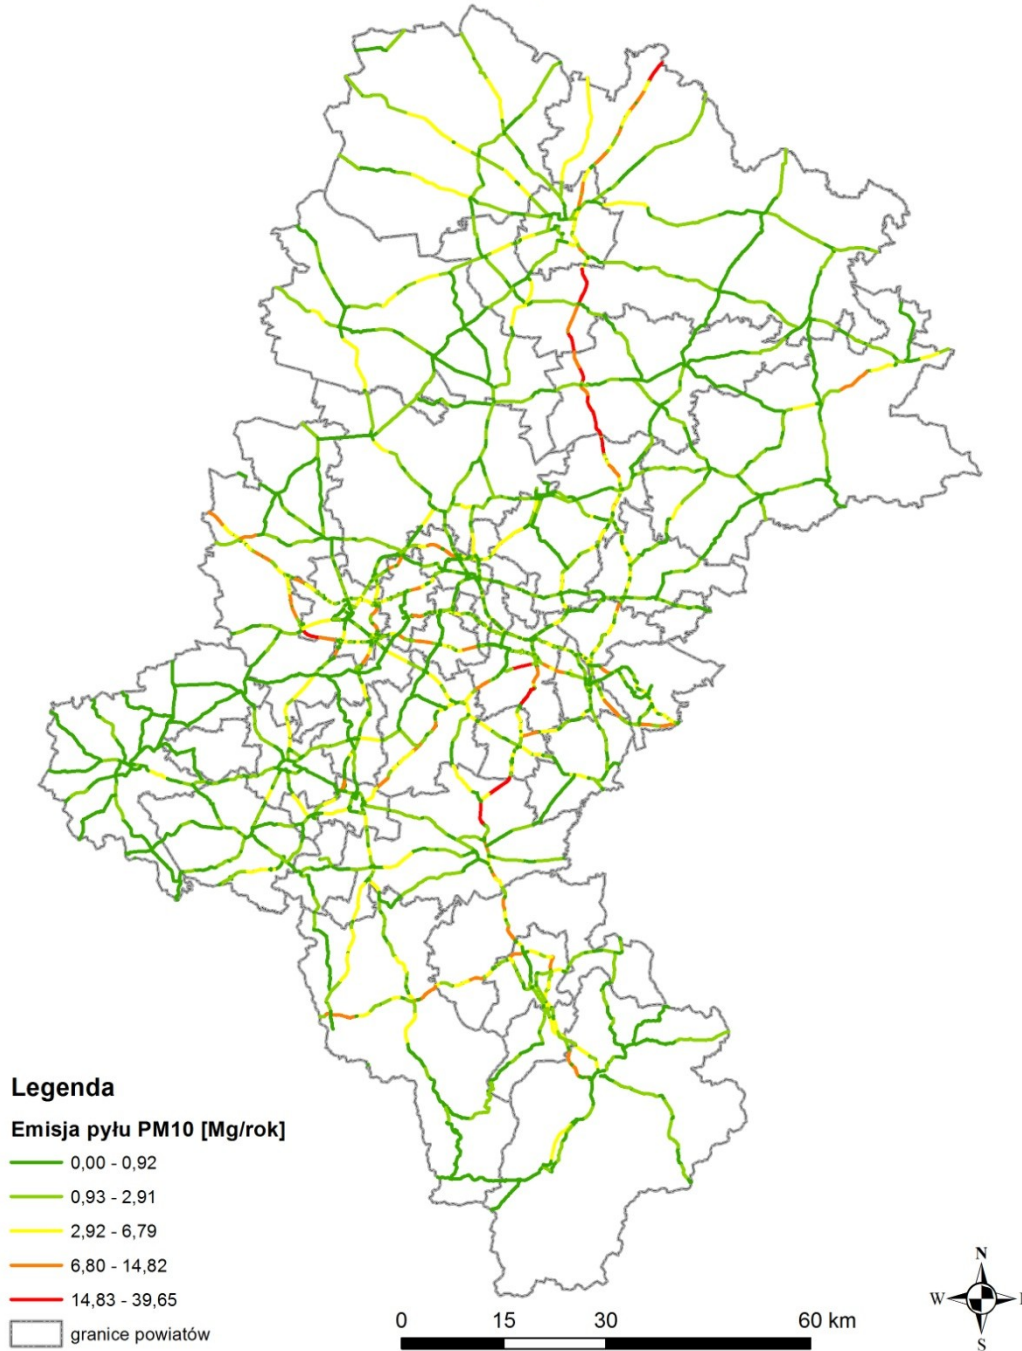 Legenda
Emisja pyłu PM10 [Mg/rok]
0,00 - 0,92
0,93 - 2,91
2,92 - 6,79
6,80 - 14,82
14,83 - 39,65
granice powiatów
0 15 30 60 km
N
W
S